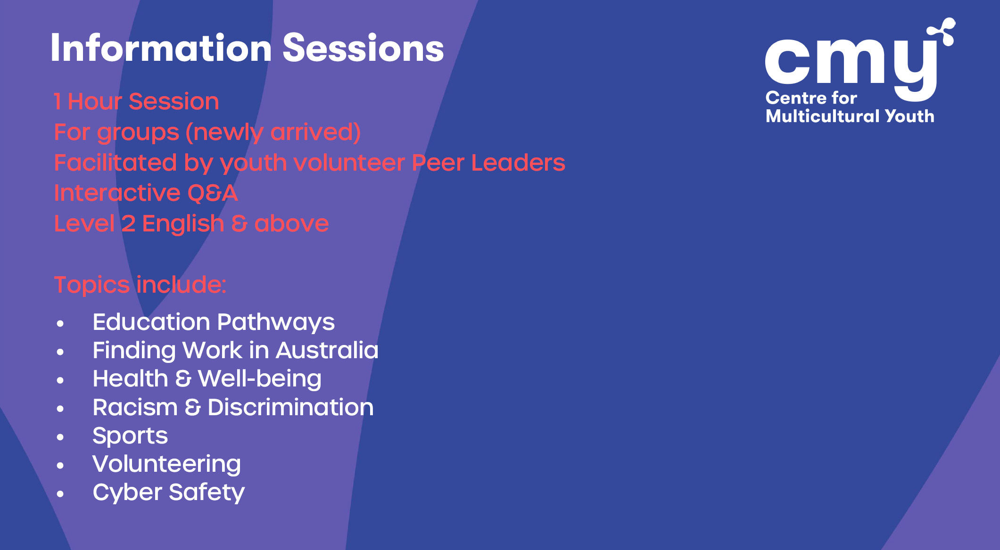 Information Sessions
cmy
Centre for
Multicultural Youth
1 Hour Session
For groups (newly arrived)
Facilitated by youth volunteer Peer Leaders
Interactive Q&A
Level 2 English & above
Topics include:
• Education Pathways
• Finding Work in Australia
• Health & Well-being
• Racism & Discrimination
• Sports
• Volunteering
• Cyber Safety